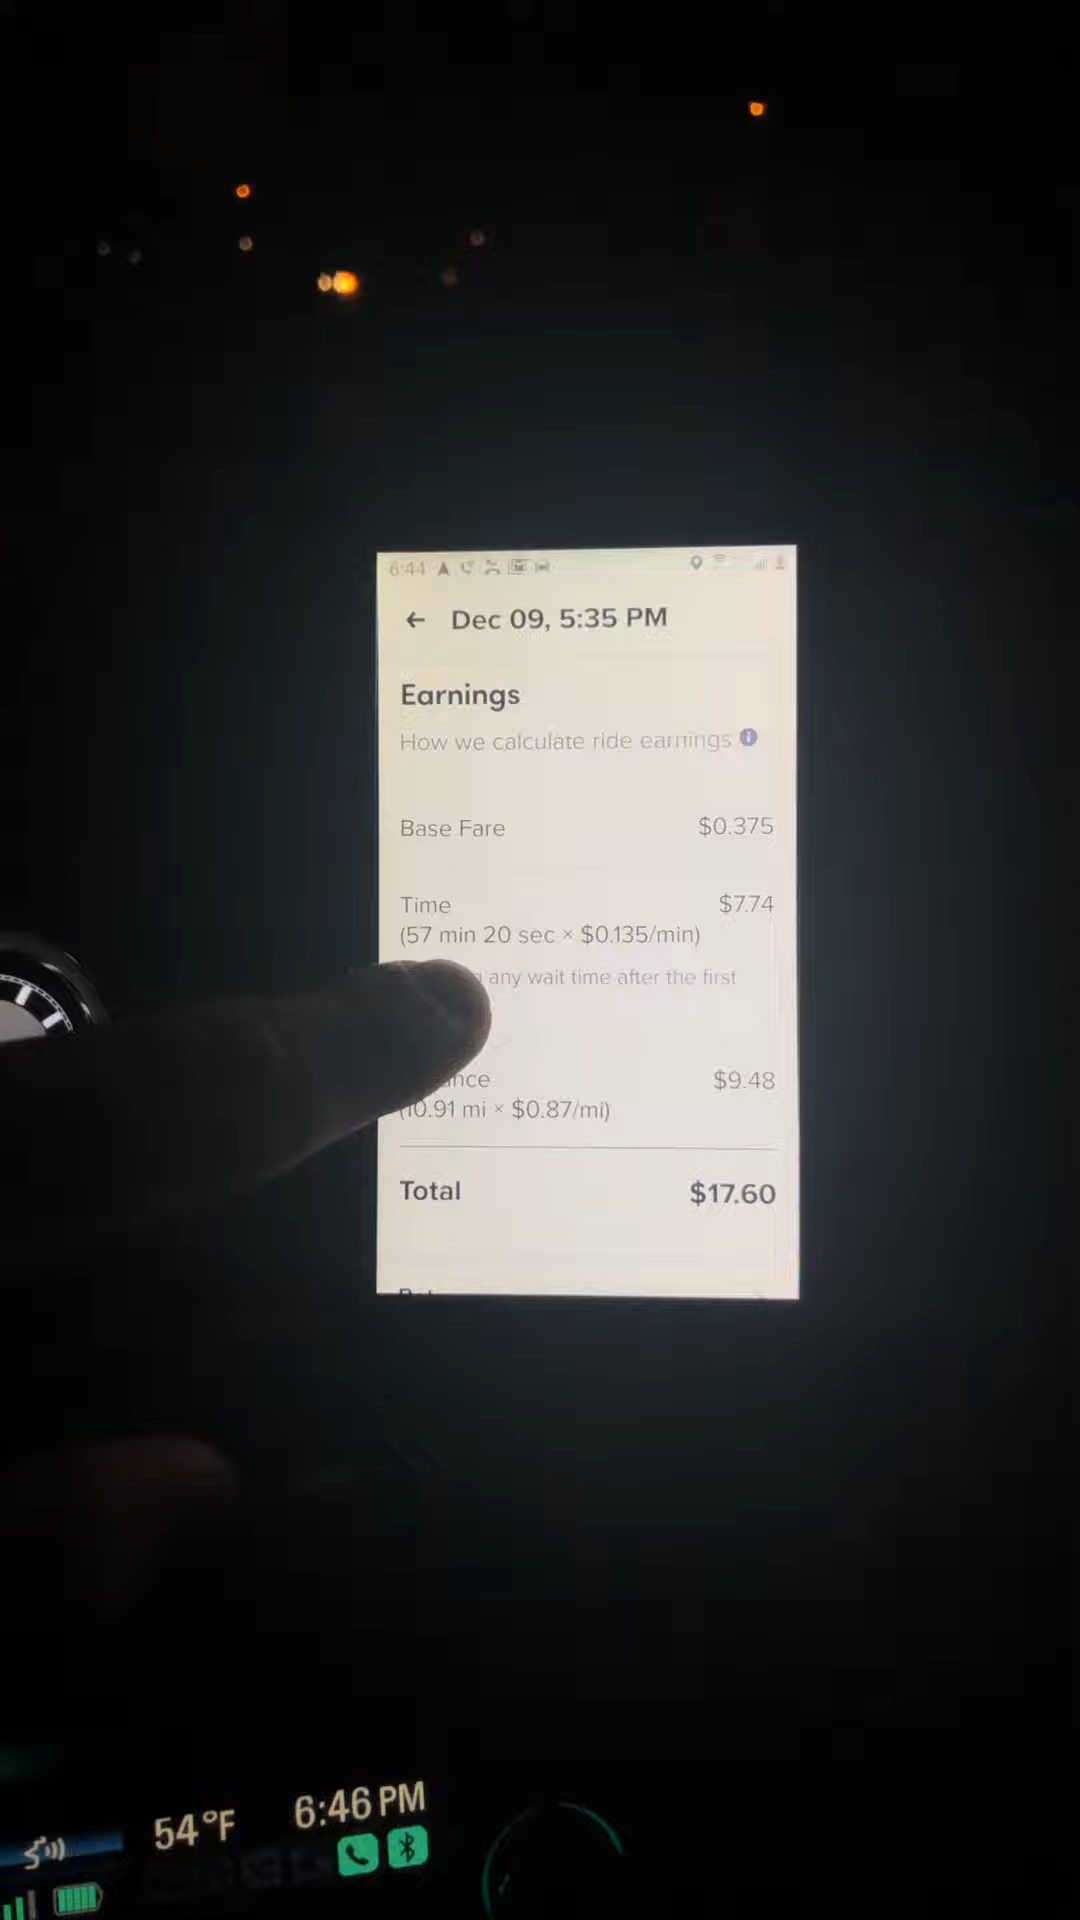 6:44
← Dec 09, 5:35 PM
Earnings
How we calculate ride earnings
Base Fare $0.375
Time $7.74
(57 min 20 sec × $0.135/min)
any wait time after the first
$9.48
(10.91 mi × $0.87/mi)
Total $17.60
54°F 6:46 PM